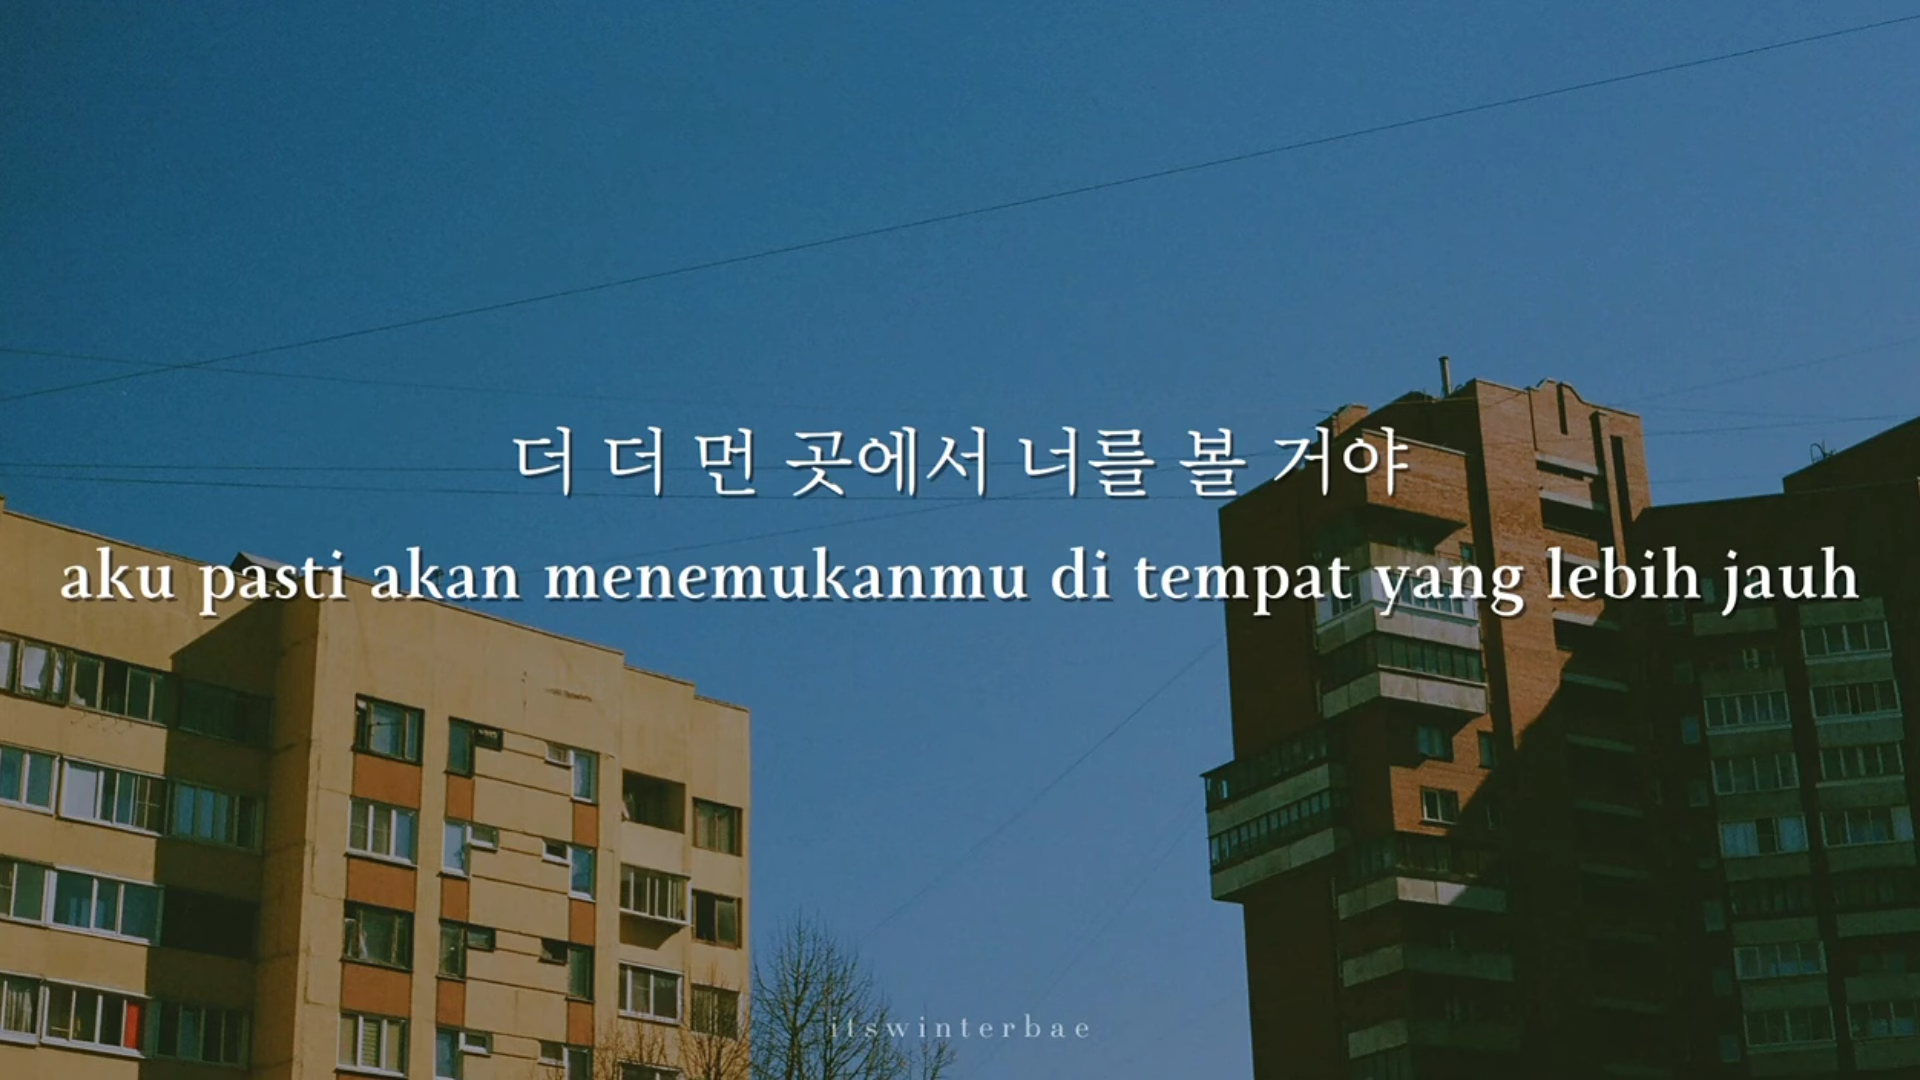 더 더 먼 곳에서 너를 볼 거야
aku pasti akan menemukanmu di tempat yang lebih jauh
itswinterbae